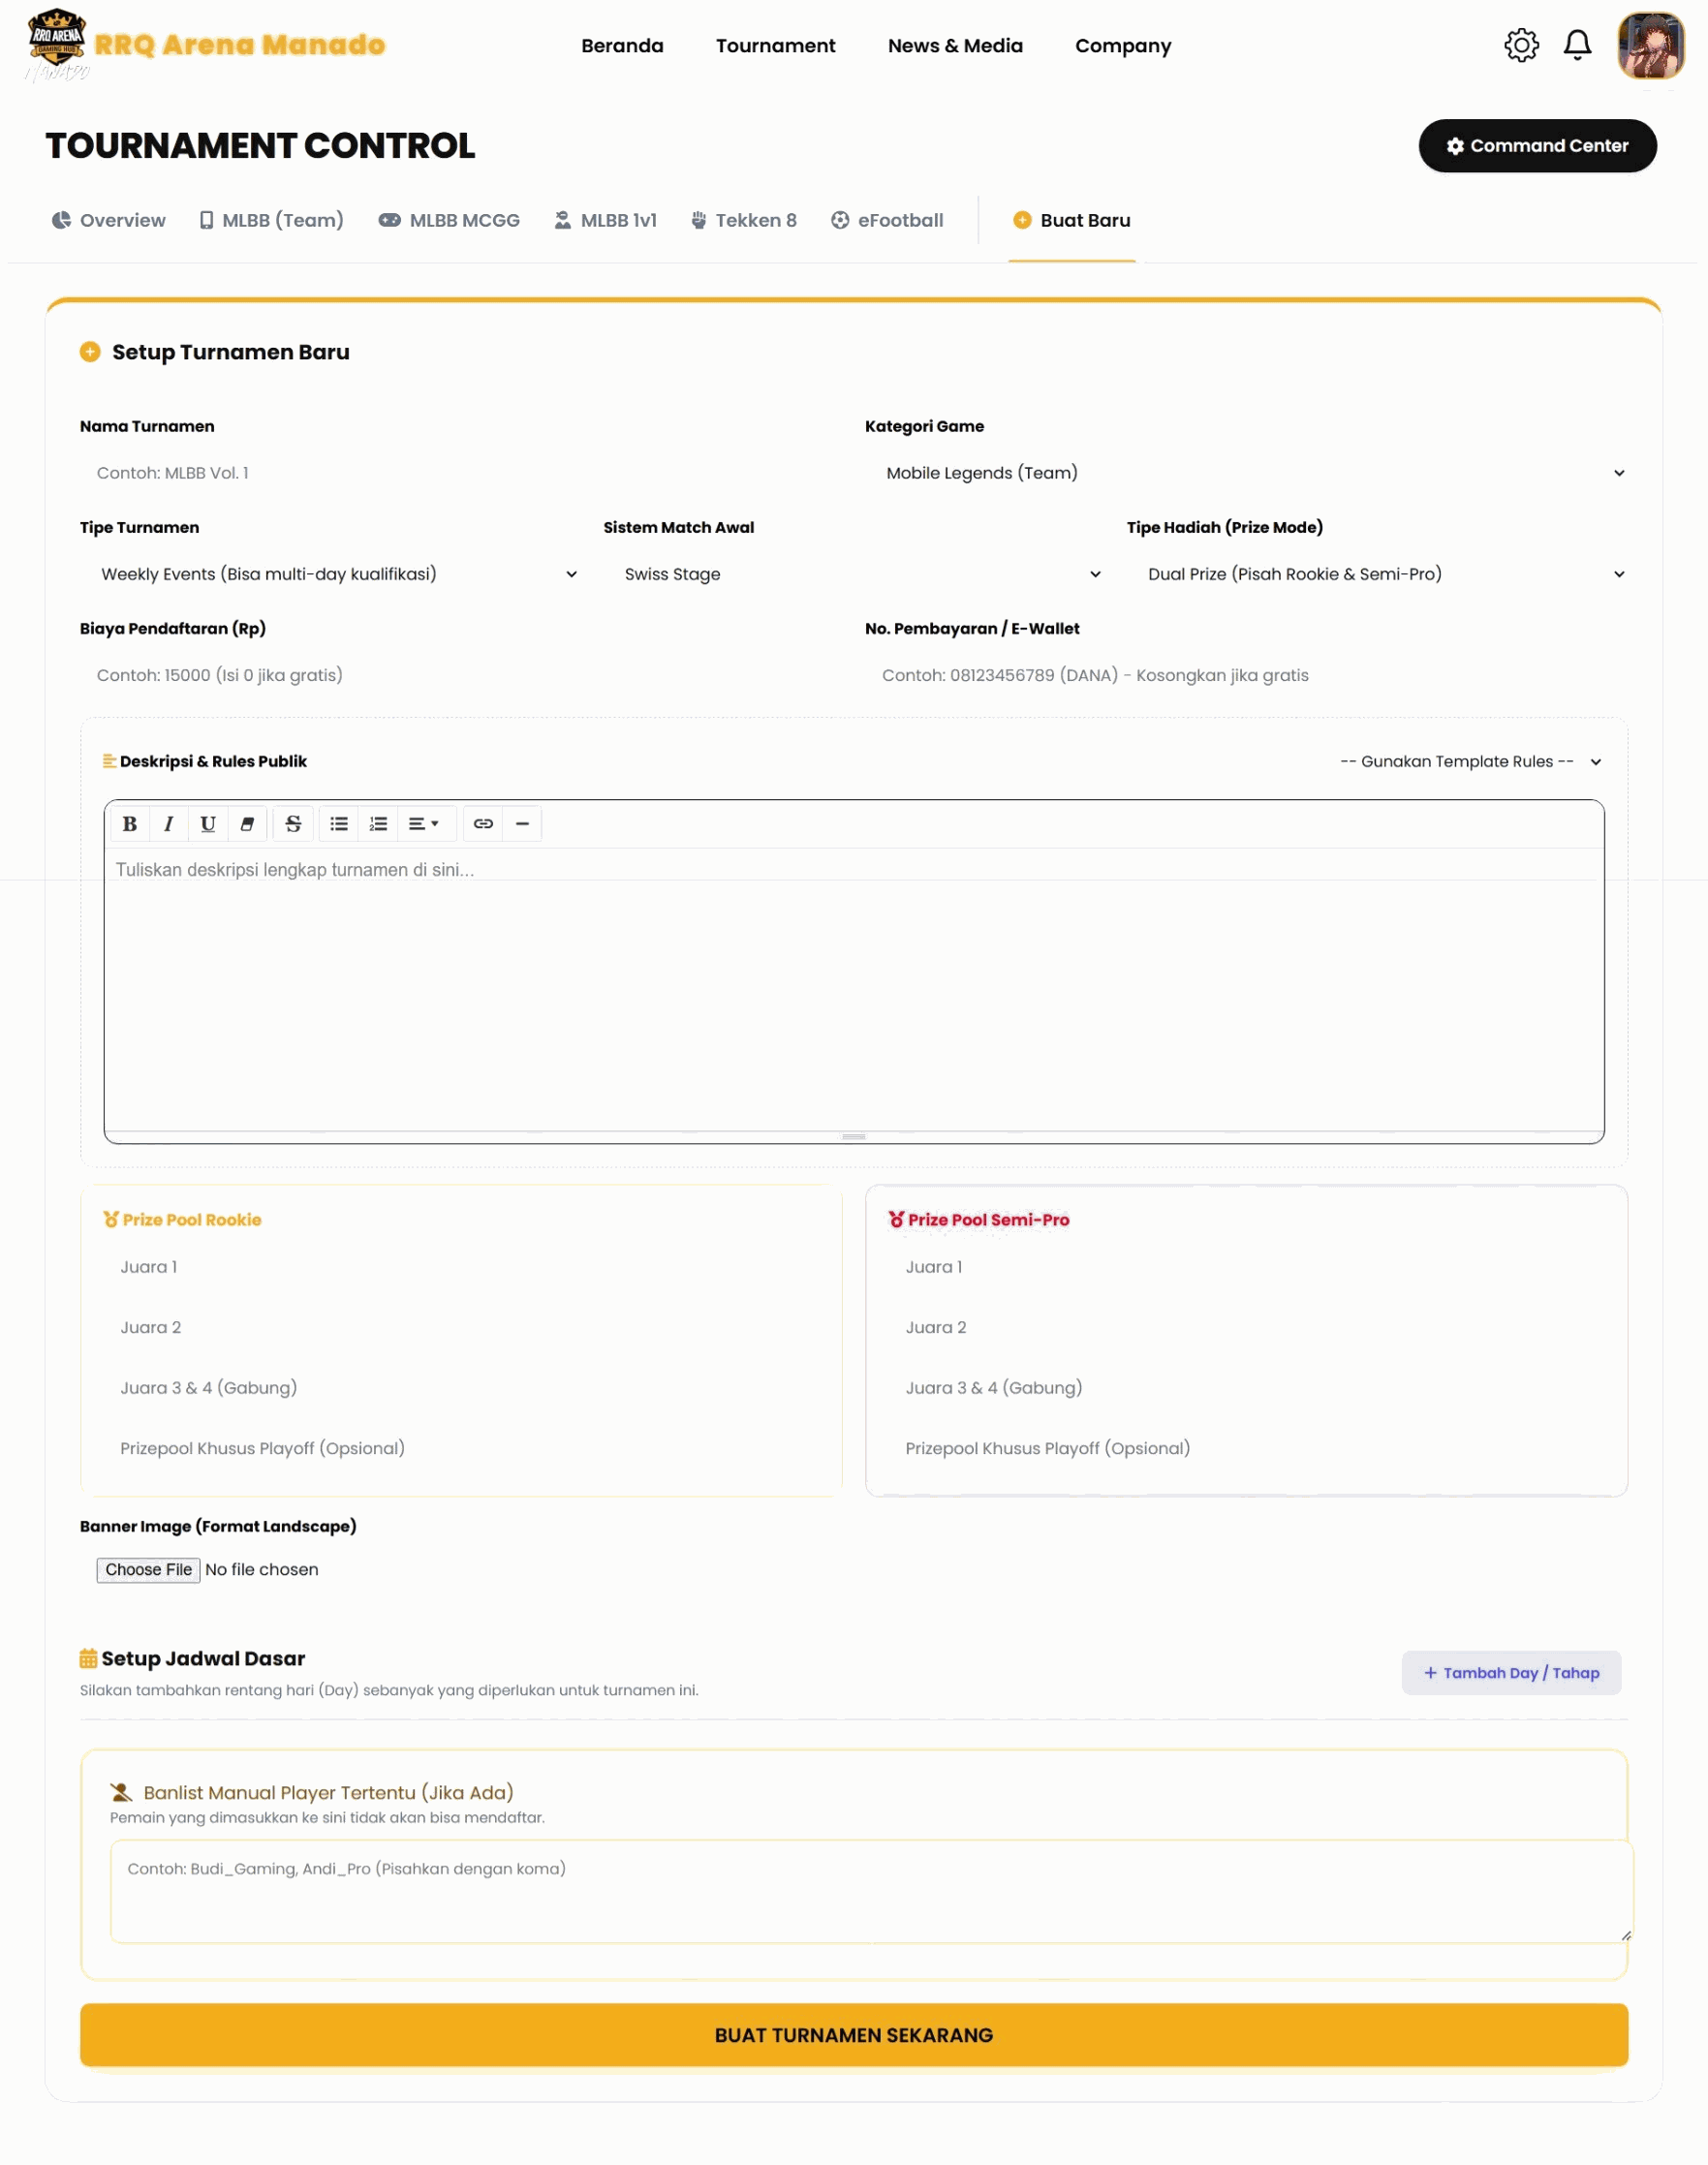 RRQ ARENA
GAMING HUB
Manado
RRQ Arena Manado
Beranda
Tournament
News & Media
Company
TOURNAMENT CONTROL
Command Center
Overview
MLBB (Team)
MLBB MCGG
MLBB 1v1
Tekken 8
eFootball
Buat Baru
Setup Turnamen Baru
Nama Turnamen
Kategori Game
Contoh: MLBB Vol. 1
Mobile Legends (Team)
Tipe Turnamen
Sistem Match Awal
Tipe Hadiah (Prize Mode)
Weekly Events (Bisa multi-day kualifikasi)
Swiss Stage
Dual Prize (Pisah Rookie & Semi-Pro)
Biaya Pendaftaran (Rp)
No. Pembayaran / E-Wallet
Contoh: 15000 (Isi 0 jika gratis)
Contoh: 08123456789 (DANA) - Kosongkan jika gratis
Deskripsi & Rules Publik
-- Gunakan Template Rules --
B I U S
Tuliskan deskripsi lengkap turnamen di sini...
Prize Pool Rookie
Juara 1
Juara 2
Juara 3 & 4 (Gabung)
Prizepool Khusus Playoff (Opsional)
Prize Pool Semi-Pro
Juara 1
Juara 2
Juara 3 & 4 (Gabung)
Prizepool Khusus Playoff (Opsional)
Banner Image (Format Landscape)
Choose File No file chosen
Setup Jadwal Dasar
Silakan tambahkan rentang hari (Day) sebanyak yang diperlukan untuk turnamen ini.
+ Tambah Day / Tahap
Banlist Manual Player Tertentu (Jika Ada)
Pemain yang dimasukkan ke sini tidak akan bisa mendaftar.
Contoh: Budi_Gaming, Andi_Pro (Pisahkan dengan koma)
BUAT TURNAMEN SEKARANG